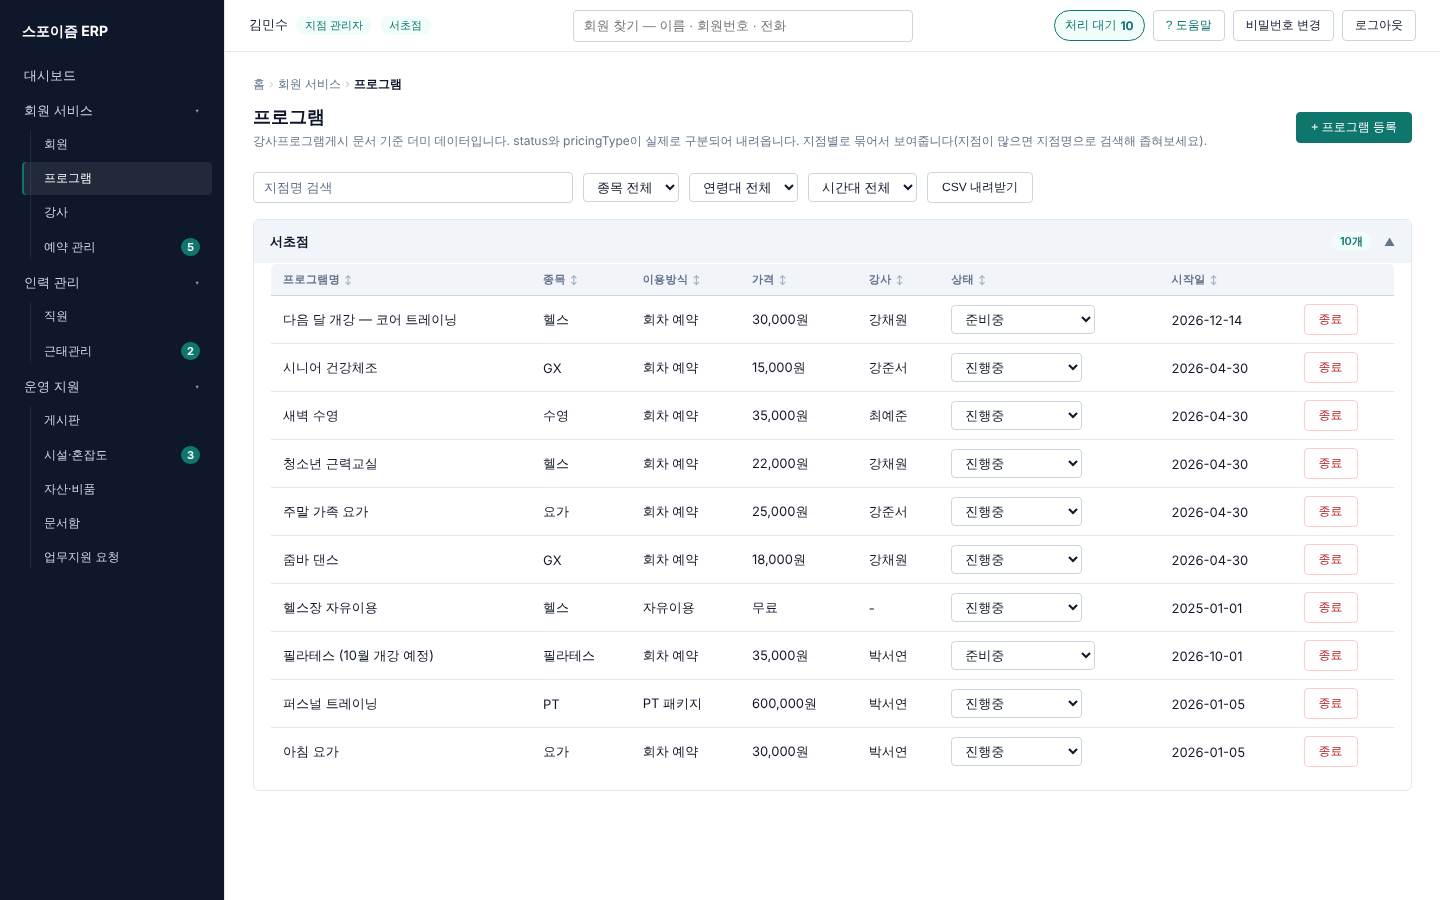 스포이즘 ERP
대시보드
회원 서비스
회원
프로그램
강사
예약 관리 5
인력 관리
직원
근태관리 2
운영 지원
게시판
시설·혼잡도 3
자산·비품
문서함
업무지원 요청
김민수 지점 관리자 서초점 회원 찾기 — 이름 · 회원번호 · 전화 처리 대기 10 ? 도움말 비밀번호 변경 로그아웃
홈 › 회원 서비스 › 프로그램
프로그램
강사프로그램게시 문서 기준 더미 데이터입니다. status와 pricingType이 실제로 구분되어 내려옵니다. 지점별로 묶어서 보여줍니다(지점이 많으면 지점명으로 검색해 좁혀보세요).
+ 프로그램 등록
지점명 검색 종목 전체 연령대 전체 시간대 전체 CSV 내려받기
서초점 10개 ▲
프로그램명 ↕ 종목 ↕ 이용방식 ↕ 가격 ↕ 강사 ↕ 상태 ↕ 시작일 ↕
다음 달 개강 — 코어 트레이닝 헬스 회차 예약 30,000원 강채원 준비중 2026-12-14 종료
시니어 건강체조 GX 회차 예약 15,000원 강준서 진행중 2026-04-30 종료
새벽 수영 수영 회차 예약 35,000원 최예준 진행중 2026-04-30 종료
청소년 근력교실 헬스 회차 예약 22,000원 강채원 진행중 2026-04-30 종료
주말 가족 요가 요가 회차 예약 25,000원 강준서 진행중 2026-04-30 종료
줌바 댄스 GX 회차 예약 18,000원 강채원 진행중 2026-04-30 종료
헬스장 자유이용 헬스 자유이용 무료 - 진행중 2025-01-01 종료
필라테스 (10월 개강 예정) 필라테스 회차 예약 35,000원 박서연 준비중 2026-10-01 종료
퍼스널 트레이닝 PT PT 패키지 600,000원 박서연 진행중 2026-01-05 종료
아침 요가 요가 회차 예약 30,000원 박서연 진행중 2026-01-05 종료